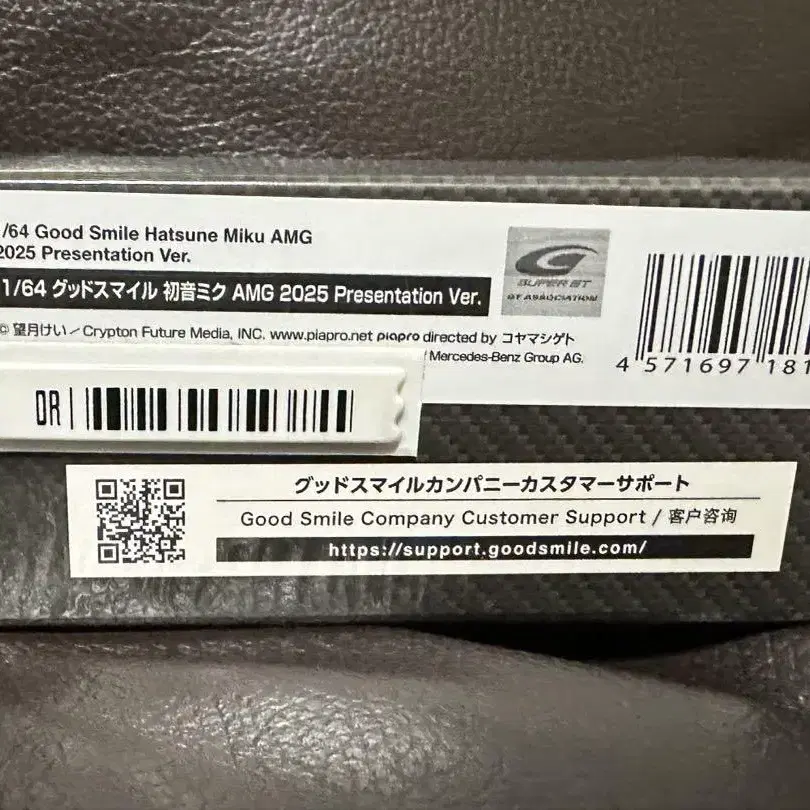 /64 Good Smile Hatsune Miku AMG
2025 Presentation Ver.
1/64 グッドスマイル 初音ミク AMG 2025 Presentation Ver.
© 望月けい／Crypton Future Media, INC. www.piapro.net piapro directed by コヤマシゲト
Mercedes-Benz Group AG.
SUPER GT
GT ASSOCIATION
4 571697 181
DR
グッドスマイルカンパニーカスタマーサポート
Good Smile Company Customer Support / 客户咨询
https://support.goodsmile.com/